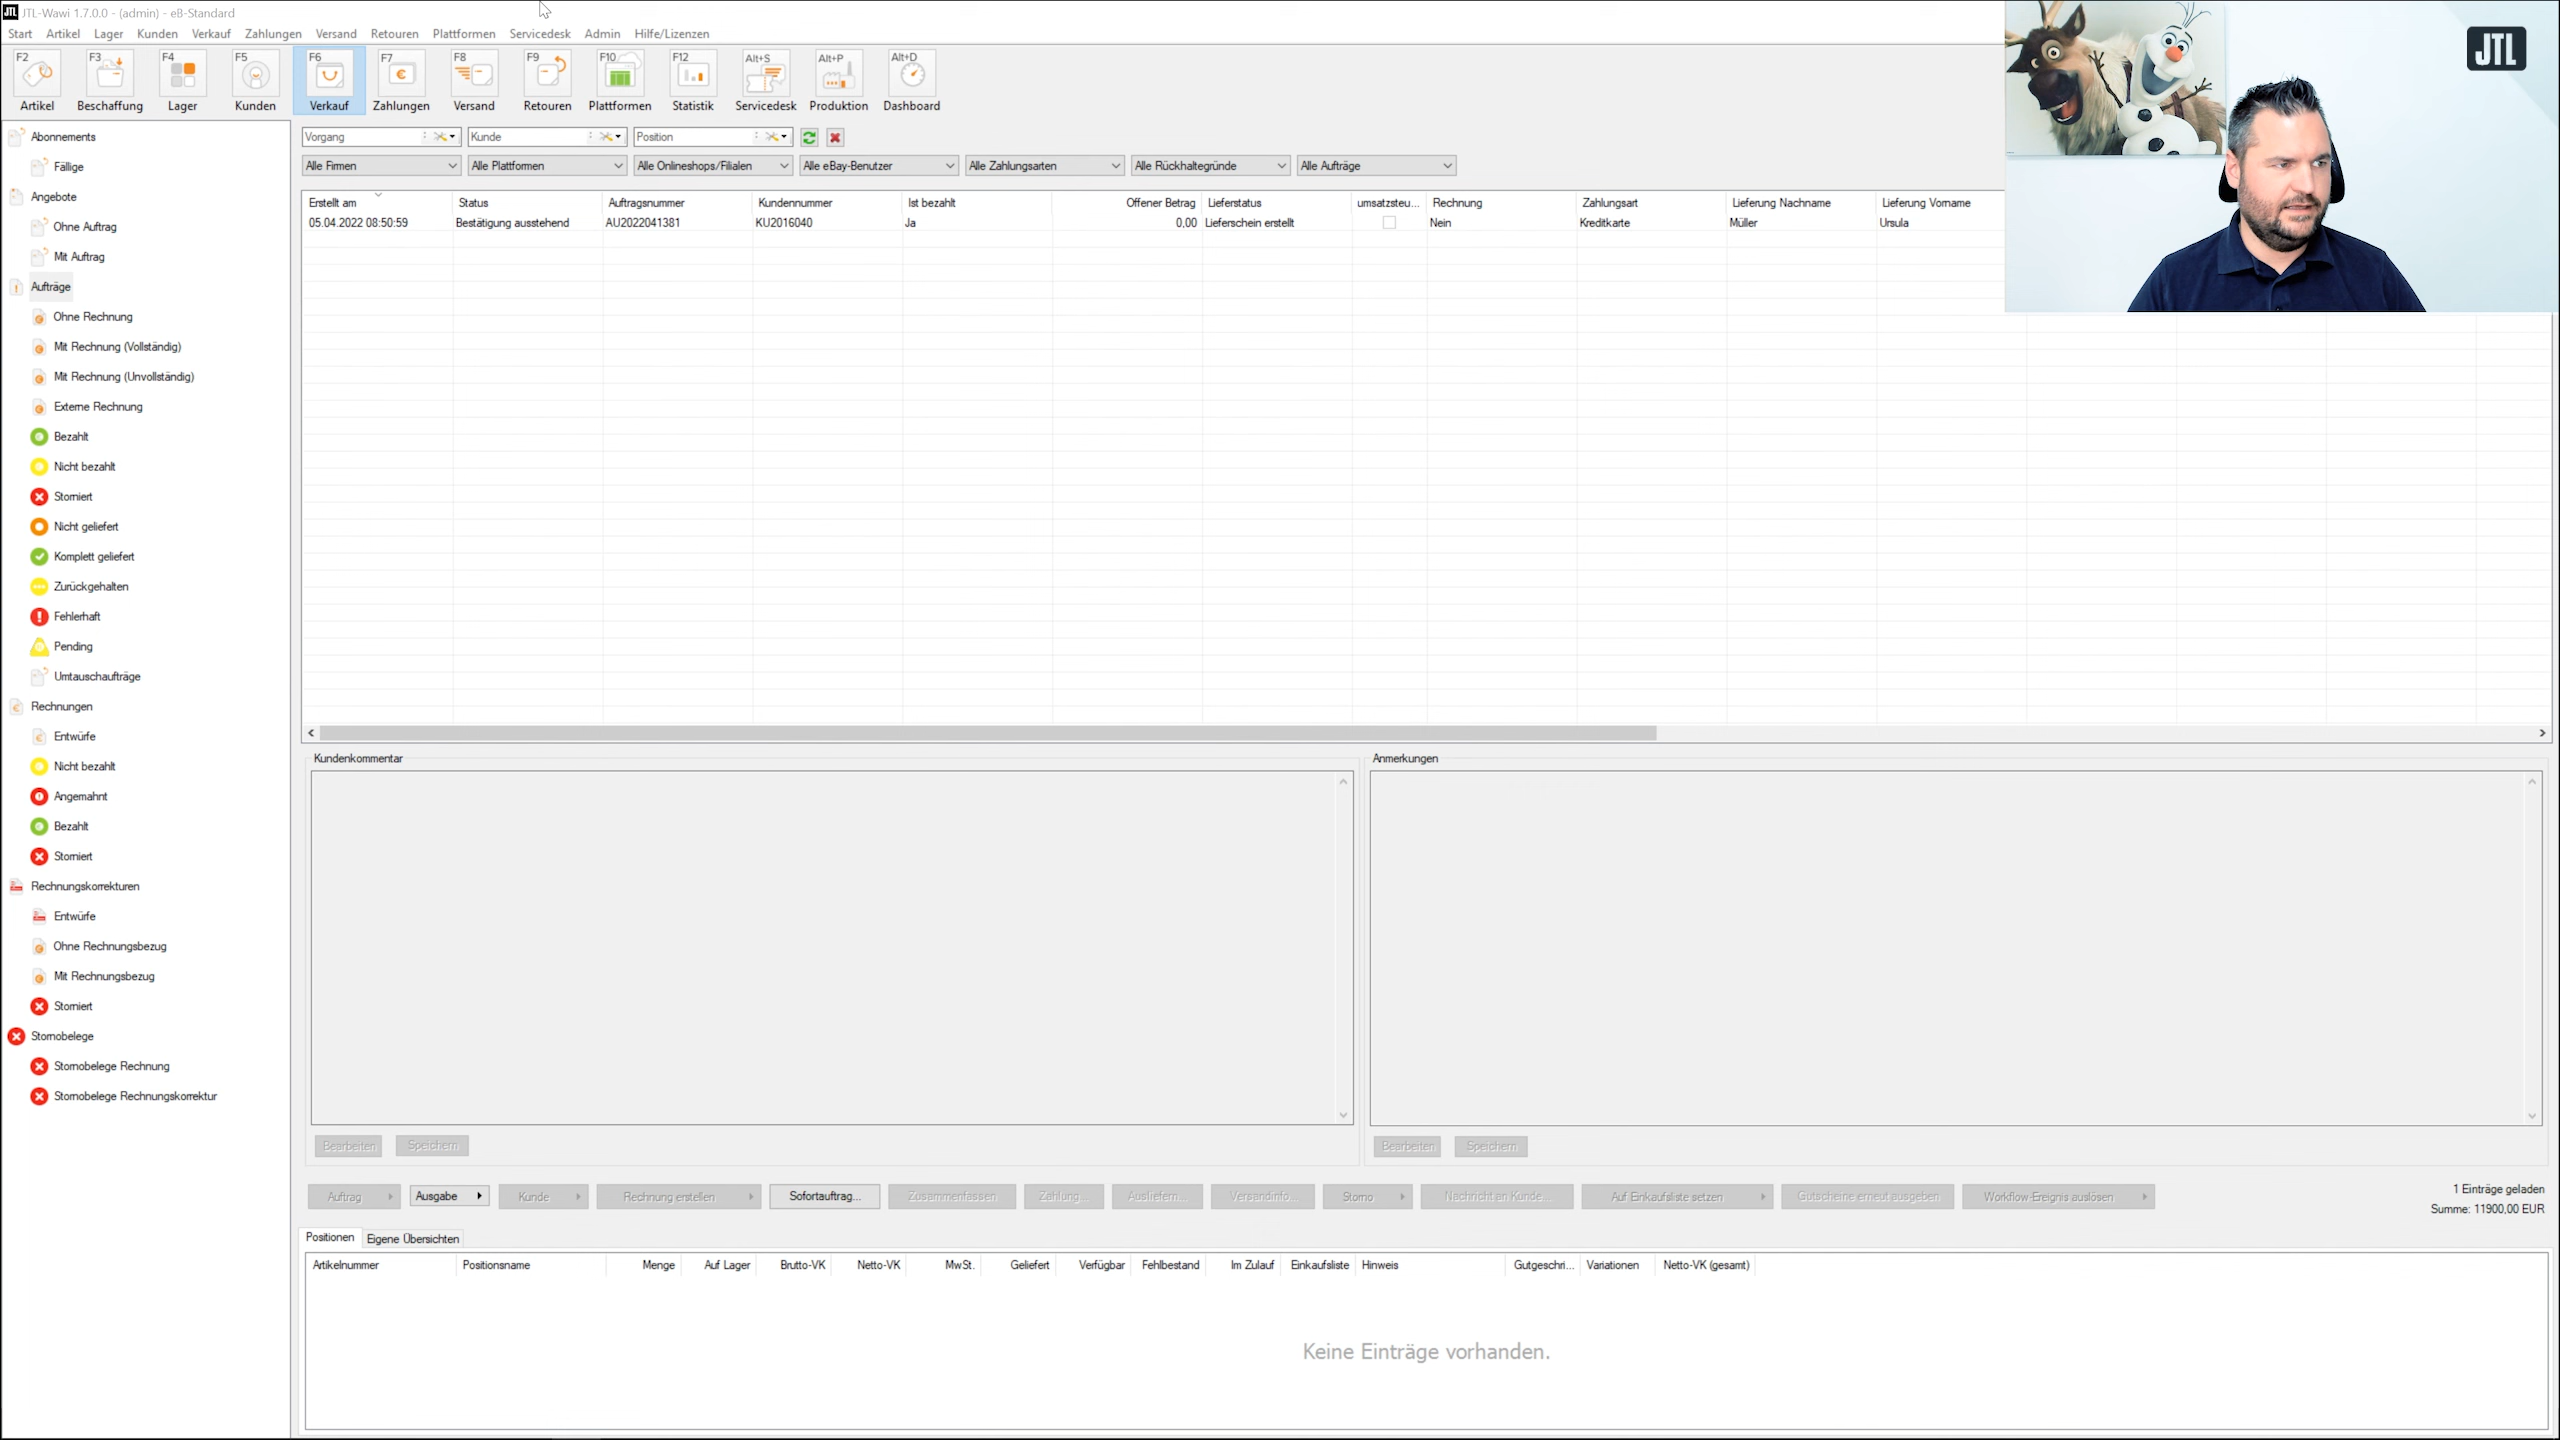 JTL JTL-Wawi 1.7.0.0 - (admin) - eB-Standard
Start Artikel Lager Kunden Verkauf Zahlungen Versand Retouren Plattformen Servicedesk Admin Hilfe/Lizenzen
JTL
F2 F3 F4 F5 F6 F7 F8 F9 F10 F12 Alt+S Alt+P Alt+D
Artikel Beschaffung Lager Kunden Verkauf Zahlungen Versand Retouren Plattformen Statistik Servicedesk Produktion Dashboard
Abonnements
Fällige
Angebote
Ohne Auftrag
Mit Auftrag
Aufträge
Ohne Rechnung
Mit Rechnung (Vollständig)
Mit Rechnung (Unvollständig)
Externe Rechnung
Bezahlt
Nicht bezahlt
Storniert
Nicht geliefert
Komplett geliefert
Zurückgehalten
Fehlerhaft
Pending
Umtauschaufträge
Rechnungen
Entwürfe
Nicht bezahlt
Angemahnt
Bezahlt
Storniert
Rechnungskorrekturen
Entwürfe
Ohne Rechnungsbezug
Mit Rechnungsbezug
Storniert
Stornobelege
Stornobelege Rechnung
Stornobelege Rechnungskorrektur
Vorgang Kunde Position
Alle Firmen Alle Plattformen Alle Onlineshops/Filialen Alle eBay-Benutzer Alle Zahlungsarten Alle Rückhaltegründe Alle Aufträge
Erstellt am Status Auftragsnummer Kundennummer Ist bezahlt Offener Betrag Lieferstatus umsatzsteu... Rechnung Zahlungsart Lieferung Nachname Lieferung Vorname
05.04.2022 08:50:59 Bestätigung ausstehend AU2022041381 KU2016040 Ja 0,00 Lieferschein erstellt Nein Kreditkarte Müller Ursula
Kundenkommentar Anmerkungen
Bearbeiten Speichern Bearbeiten Speichern
Auftrag Ausgabe Kunde Rechnung erstellen Sofortauftrag... Zusammenfassen Zahlung... Ausliefern... Versandinfo... Storno Nachricht an Kunde... Auf Einkaufsliste setzen Gutscheine erneut ausgeben Workflow-Ereignis auslösen
1 Einträge geladen
Summe: 11900,00 EUR
Positionen Eigene Übersichten
Artikelnummer Positionsname Menge Auf Lager Brutto-VK Netto-VK MwSt. Geliefert Verfügbar Fehlbestand Im Zulauf Einkaufsliste Hinweis Gutgeschri... Variationen Netto-VK (gesamt)
Keine Einträge vorhanden.